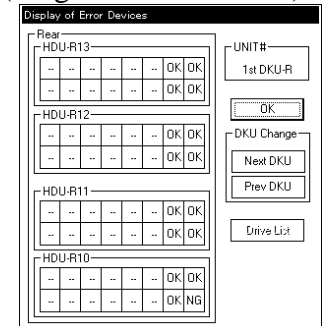 Display of Error Devices
Rear
HDU-R13
-- -- -- -- -- -- OK OK
-- -- -- -- -- -- OK OK
HDU-R12
-- -- -- -- -- -- OK OK
-- -- -- -- -- -- OK OK
HDU-R11
-- -- -- -- -- -- OK OK
-- -- -- -- -- -- OK OK
HDU-R10
-- -- -- -- -- -- OK OK
-- -- -- -- -- -- OK NG
UNIT#
1st DKU-R
OK
DKU Change
Next DKU
Prev DKU
Drive List